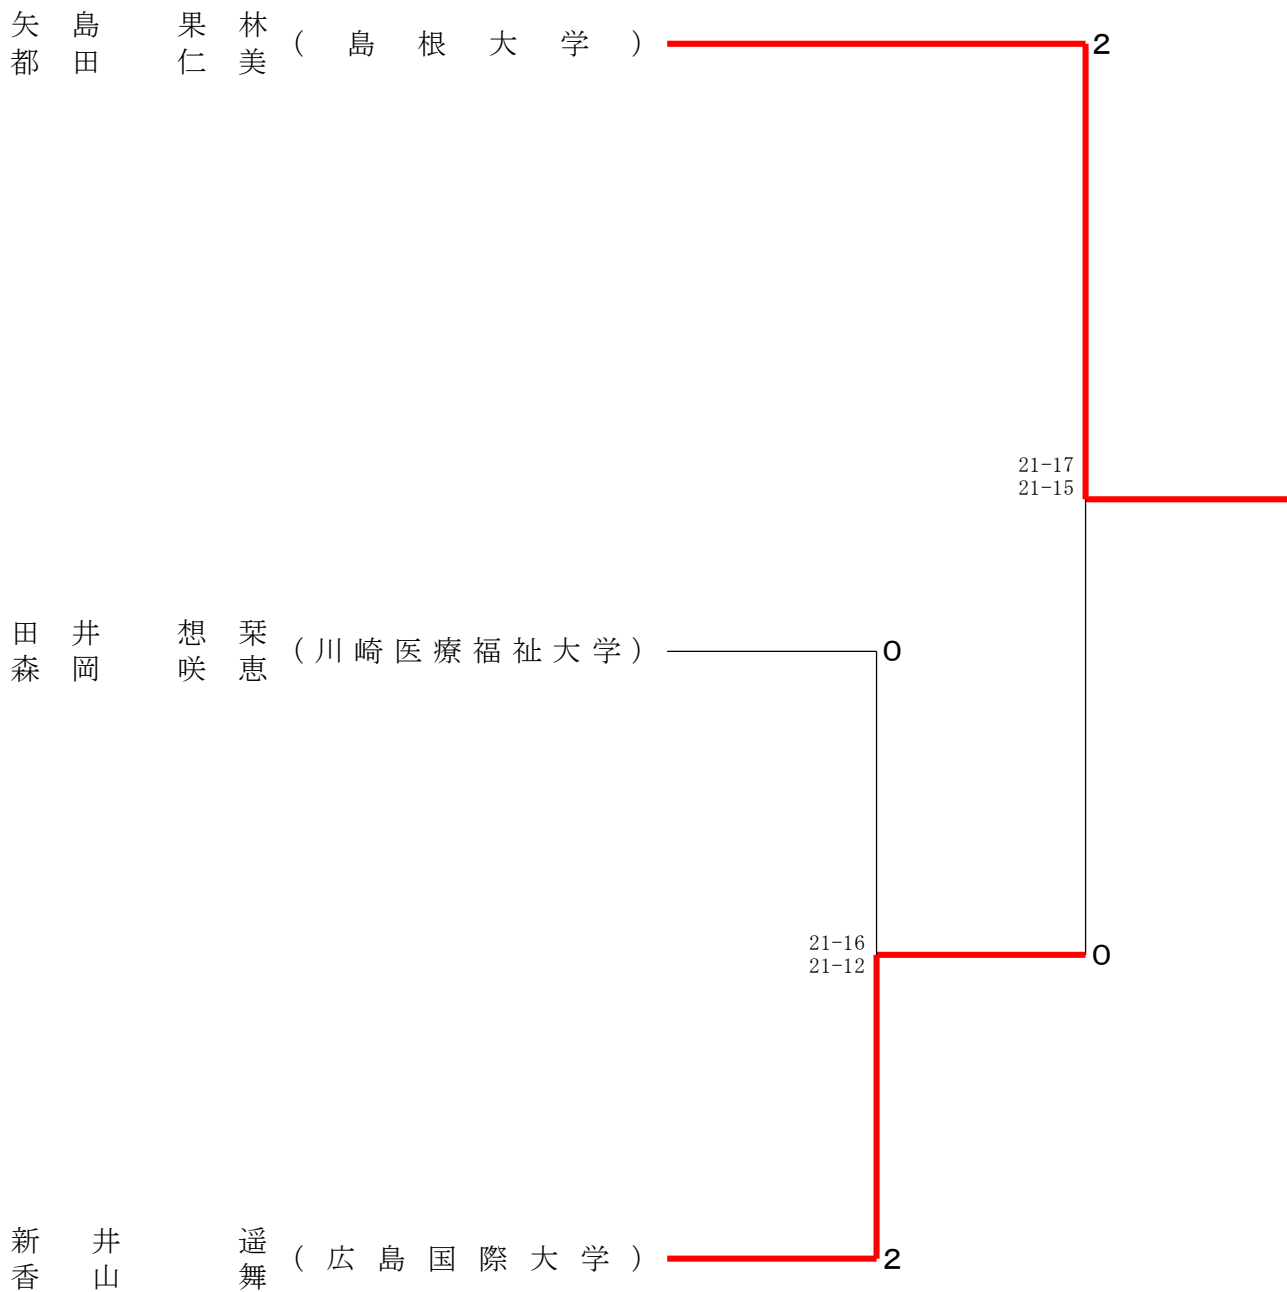 矢島 果林
都田 仁美
(島根大学)
2
21-17
21-15
田井 想栞
森岡 咲恵
(川崎医療福祉大学)
0
21-16
21-12
0
新井 遥
香山 舞
(広島国際大学)
2